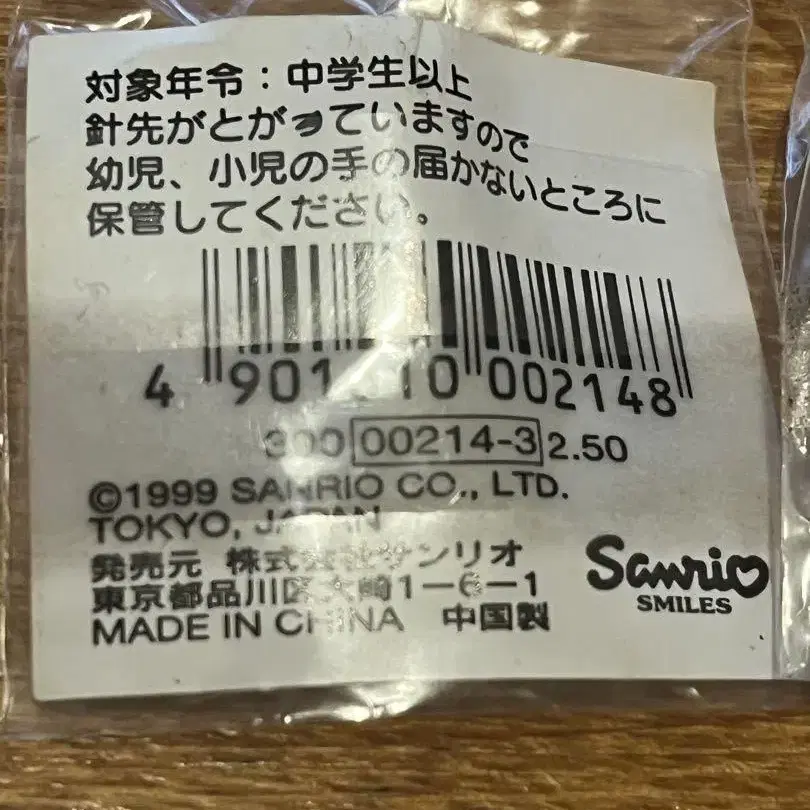 対象年令：中学生以上
針先がとがっていますので
幼児、小児の手の届かないところに
保管してください。
4 901 10 002148
300 00214-3 2.50
©1999 SANRIO CO., LTD.
TOKYO, JAPAN
発売元 株式会社サンリオ
東京都品川区大崎1-6-1
MADE IN CHINA 中国製
Sanrio
SMILES